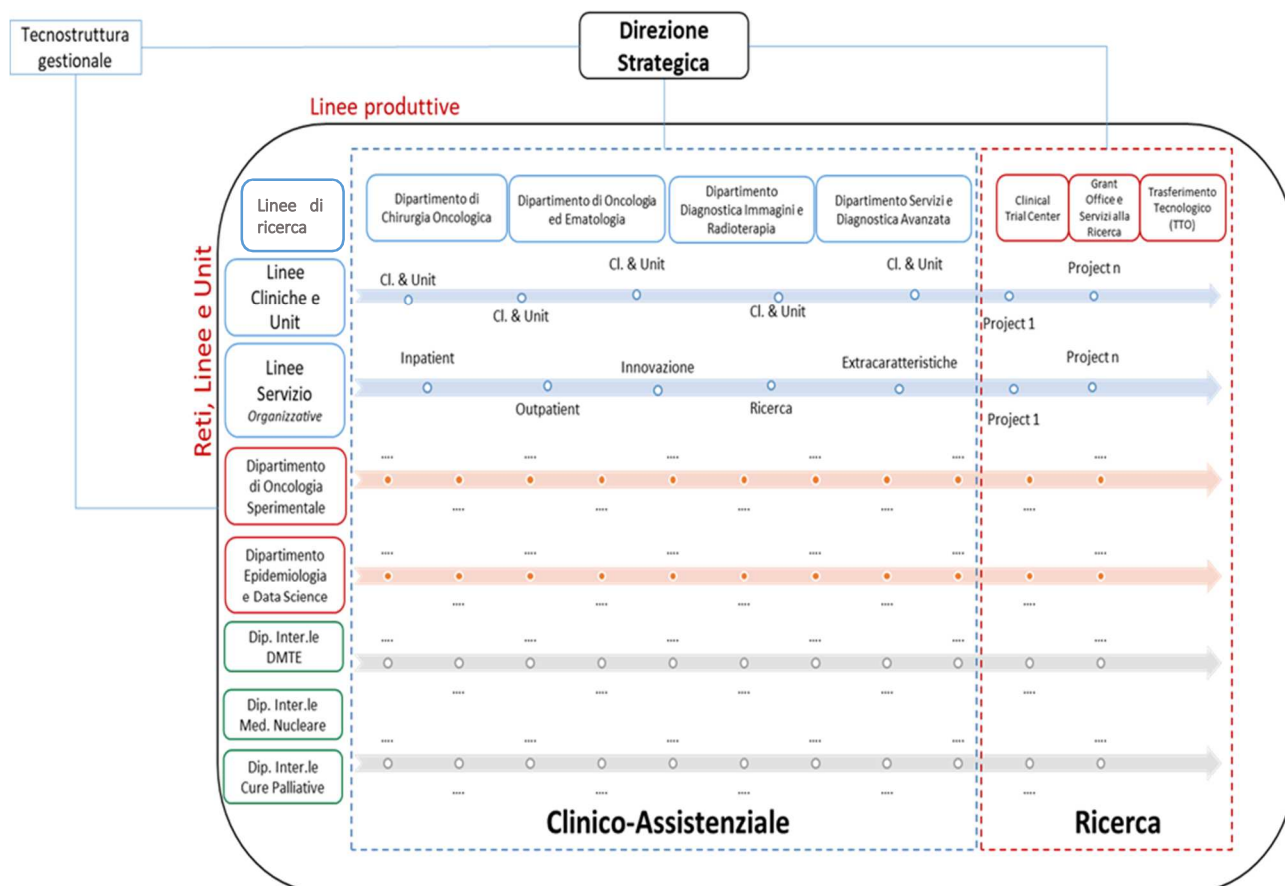 Tecnostruttura
gestionale
Direzione
Strategica
Linee produttive
Reti, Linee e Unit
Linee di
ricerca
Dipartimento di
Chirurgia Oncologica
Dipartimento di Oncologia
ed Ematologia
Dipartimento
Diagnostica Immagini e
Radioterapia
Dipartimento Servizi e
Diagnostica Avanzata
Clinical
Trial Center
Grant
Office e
Servizi alla
Ricerca
Trasferimento
Tecnologico
(TTO)
Linee
Cliniche e
Unit
Cl. & Unit
Cl. & Unit
Cl. & Unit
Cl. & Unit
Cl. & Unit
Project 1
Project n
Linee
Servizio
Organizzative
Inpatient
Outpatient
Innovazione
Ricerca
Extracaratteristiche
Project 1
Project n
Dipartimento
di Oncologia
Sperimentale
.... .... .... .... .... ....
.... .... .... .... ....
Dipartimento
Epidemiologia
e Data Science
.... .... .... .... .... ....
.... .... .... .... ....
Dip. Inter.le
DMTE
.... .... .... .... .... ....
.... .... .... .... ....
Dip. Inter.le
Med. Nucleare
.... .... .... .... .... ....
Dip. Inter.le
Cure Palliative
.... .... .... .... ....
Clinico-Assistenziale
Ricerca